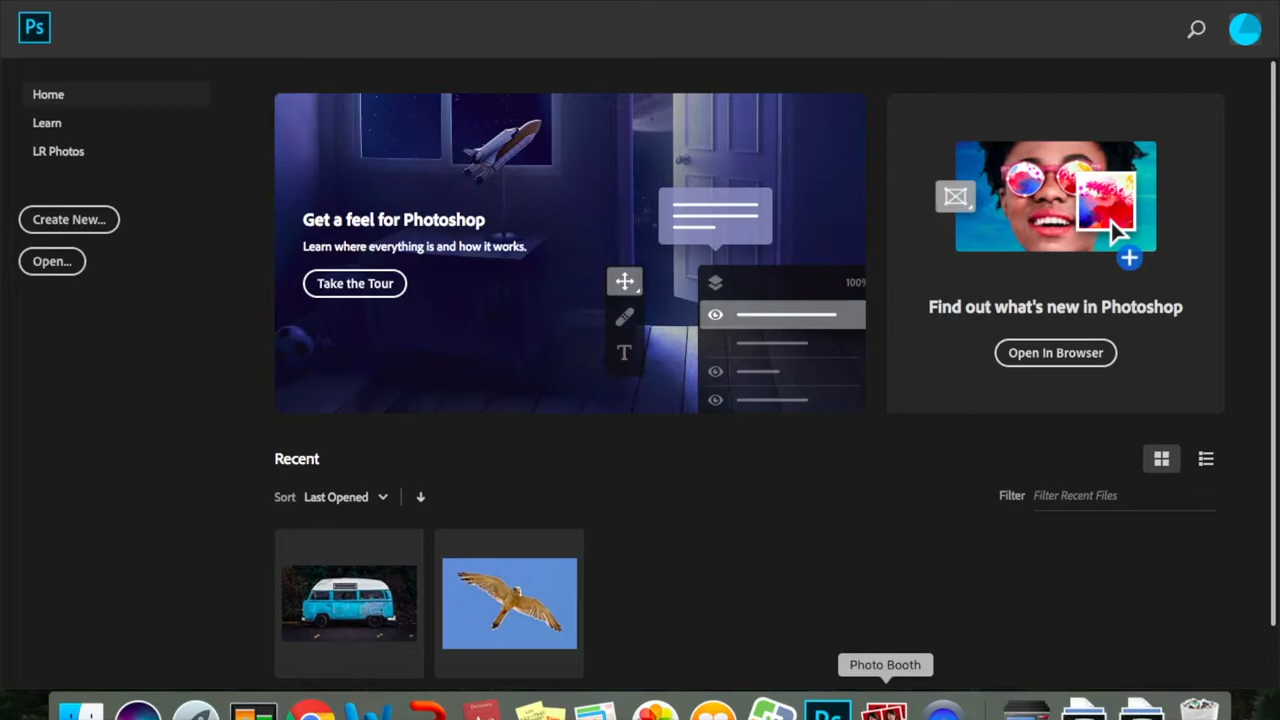 Ps
Home
Learn
LR Photos
Create New...
Open...
Get a feel for Photoshop
Learn where everything is and how it works.
Take the Tour
T
100%
Find out what's new in Photoshop
Open In Browser
Recent
Sort Last Opened
Filter Filter Recent Files
Photo Booth
Ps